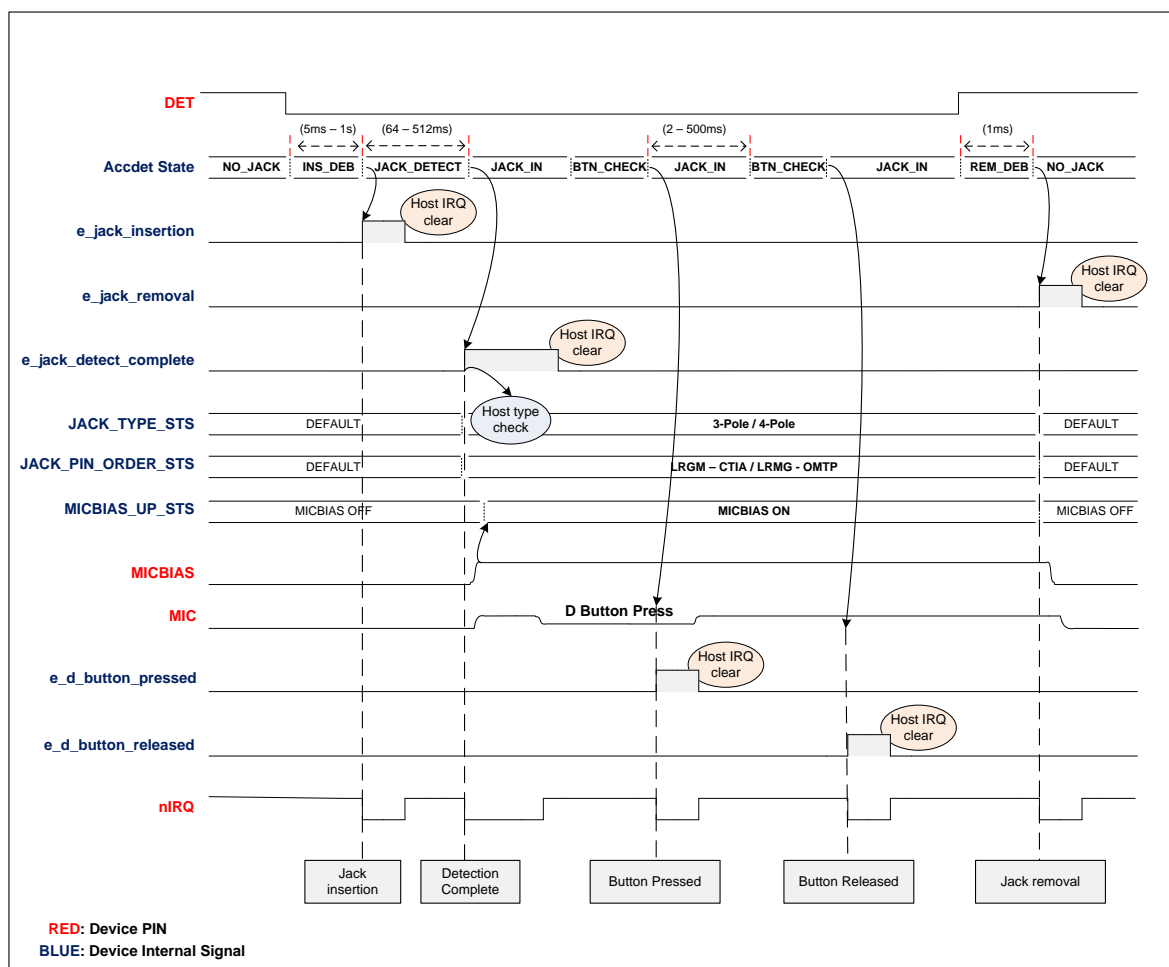 DET
(5ms – 1s) (64 – 512ms) (2 – 500ms) (1ms)
Accdet State NO_JACK INS_DEB JACK_DETECT JACK_IN BTN_CHECK JACK_IN BTN_CHECK JACK_IN REM_DEB NO_JACK
Host IRQ
clear
e_jack_insertion
Host IRQ
clear
e_jack_removal
Host IRQ
clear
e_jack_detect_complete
Host type
check
JACK_TYPE_STS DEFAULT 3-Pole / 4-Pole DEFAULT
JACK_PIN_ORDER_STS DEFAULT LRGM – CTIA / LRMG - OMTP DEFAULT
MICBIAS_UP_STS MICBIAS OFF MICBIAS ON MICBIAS OFF
MICBIAS
MIC D Button Press
Host IRQ
clear
e_d_button_pressed
Host IRQ
clear
e_d_button_released
nIRQ
Jack
insertion
Detection
Complete
Button Pressed
Button Released
Jack removal
RED: Device PIN
BLUE: Device Internal Signal